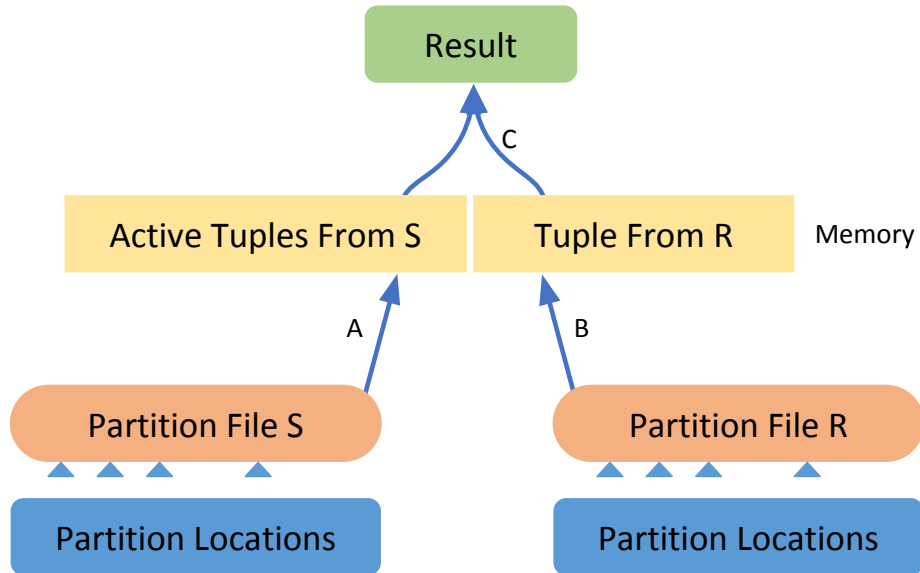 Result
C
Active Tuples From S
Tuple From R
Memory
A
B
Partition File S
Partition File R
Partition Locations
Partition Locations